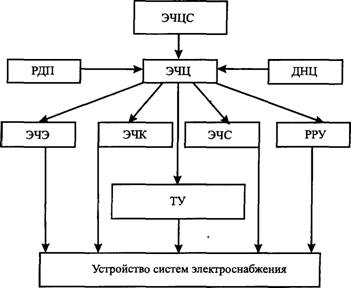 ЭЧЦС
РДП
ЭЧЦ
ДНЦ
ЭЧЭ
ЭЧК
ЭЧС
РРУ
ТУ
Устройство систем электроснабжения